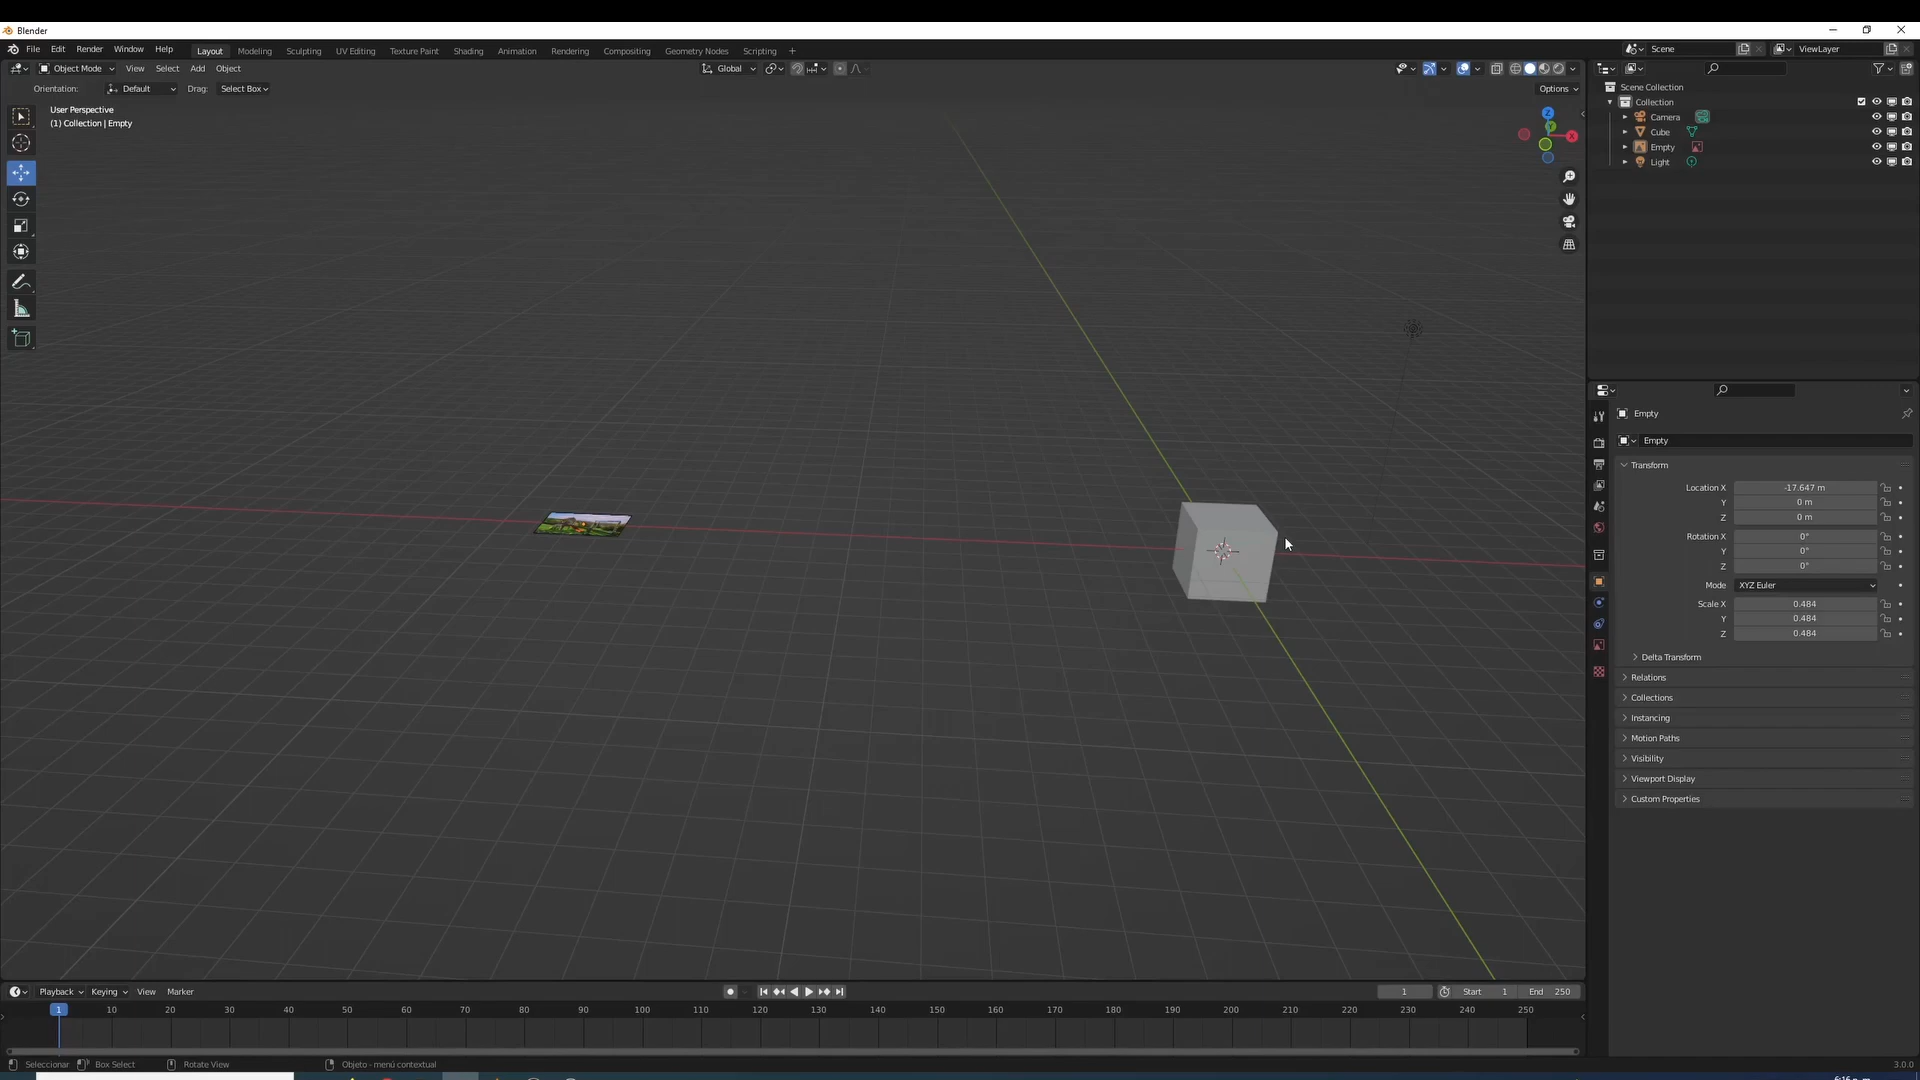 Blender
File Edit Render Window Help Layout Modeling Sculpting UV Editing Texture Paint Shading Animation Rendering Compositing Geometry Nodes Scripting + Scene ViewLayer
Object Mode View Select Add Object Global
Orientation: Default Drag: Select Box Options
User Perspective
(1) Collection | Empty
Z
Y
X
Scene Collection
Collection
Camera
Cube
Empty
Light
Empty
Empty
Transform
Location X -17.647 m
Y 0 m
Z 0 m
Rotation X 0°
Y 0°
Z 0°
Mode XYZ Euler
Scale X 0.484
Y 0.484
Z 0.484
Delta Transform
Relations
Collections
Instancing
Motion Paths
Visibility
Viewport Display
Custom Properties
Playback Keying View Marker 1 Start 1 End 250
1 10 20 30 40 50 60 70 80 90 100 110 120 130 140 150 160 170 180 190 200 210 220 230 240 250
Seleccionar Box Select Rotate View Objeto - menú contextual 3.0.0